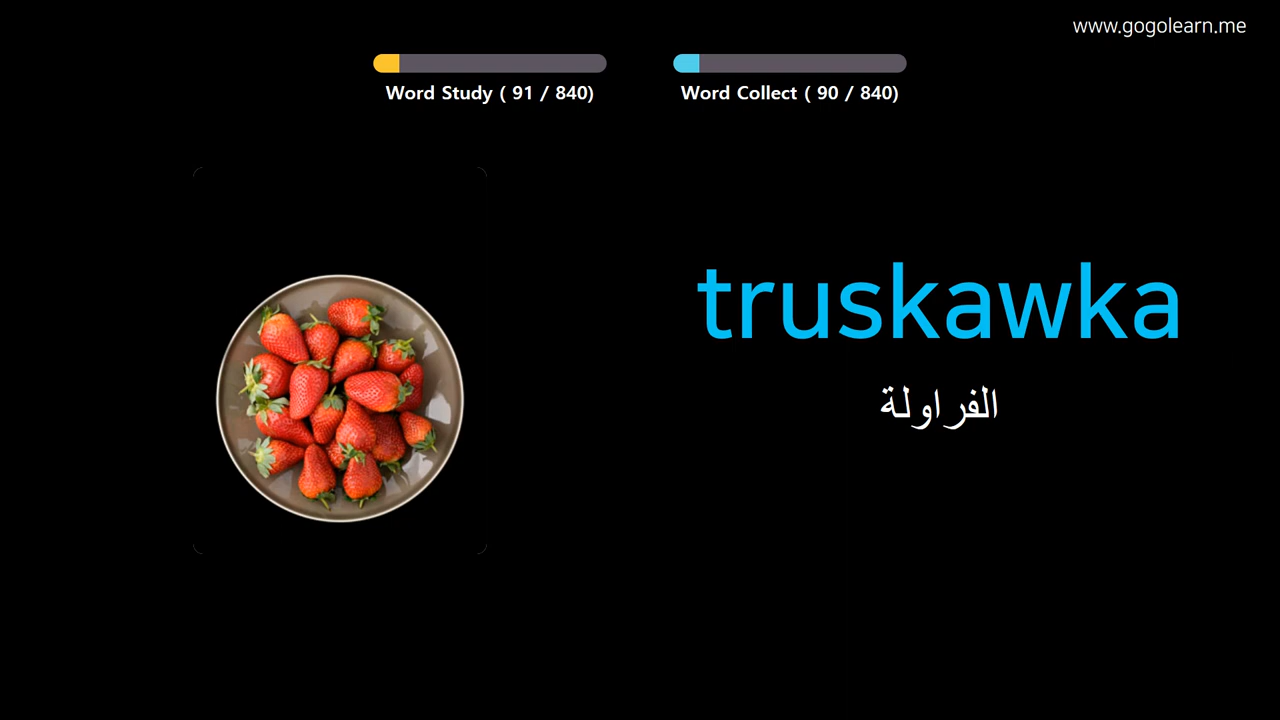 www.gogolearn.me
Word Study ( 91 / 840)
Word Collect ( 90 / 840)
truskawka
الفراولة